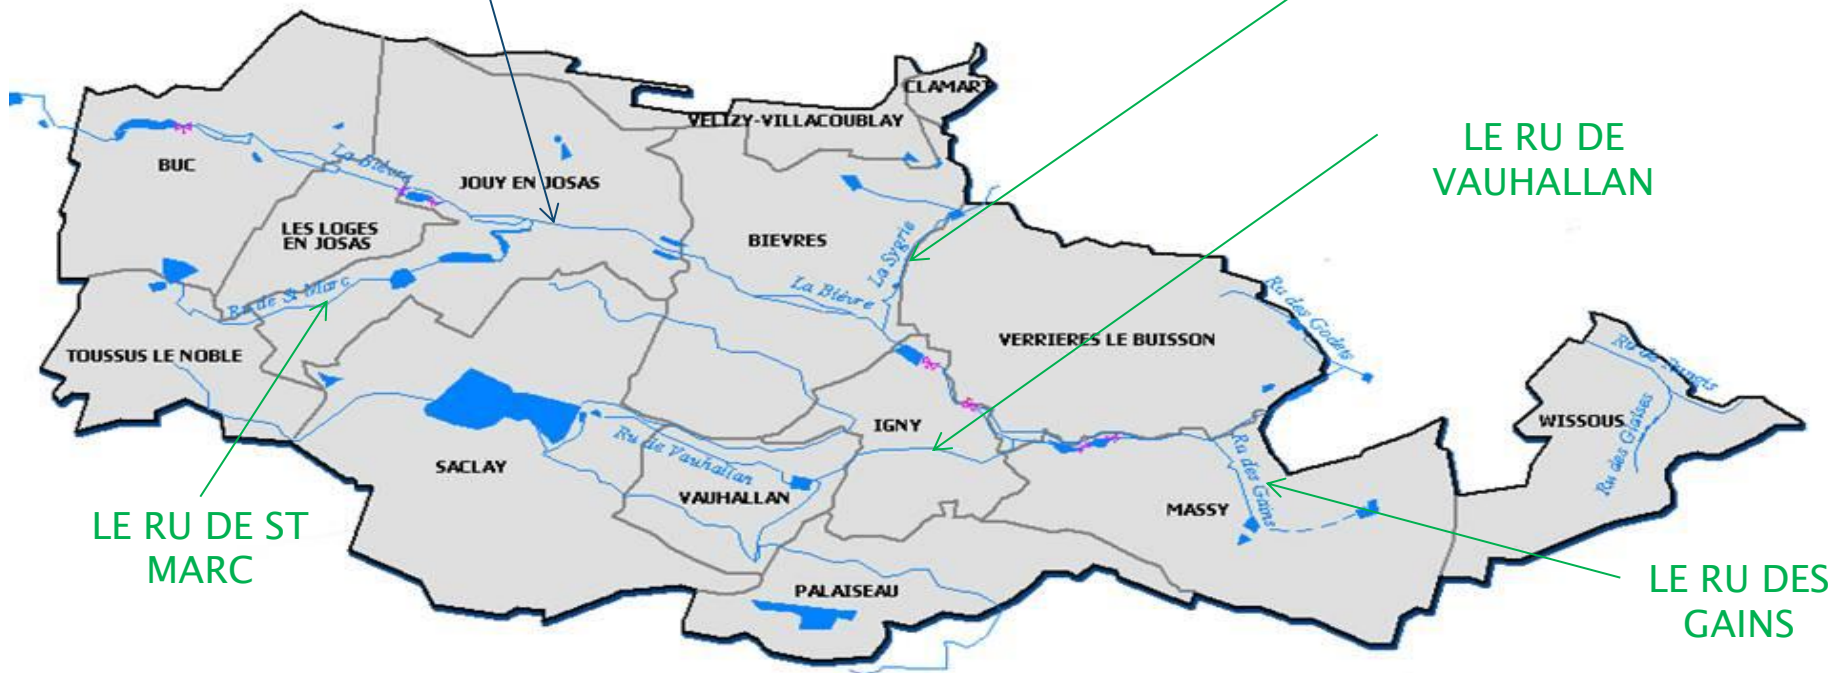 CLAMART
VELIZY-VILLACOUBLAY
LE RU DE
VAUHALLAN
BUC
La Bièvre
JOUY EN JOSAS
LES LOGES
EN JOSAS
BIEVRES
La Sygrie
La Bièvre
Ru de St Marc
Ru des Godets
VERRIERES LE BUISSON
TOUSSUS LE NOBLE
Ru de Rungis
WISSOUS
Ru des Glaises
IGNY
SACLAY
Ru de Vauhallan
VAUHALLAN
Ru des Gains
MASSY
LE RU DE ST
MARC
PALAISEAU
LE RU DES
GAINS